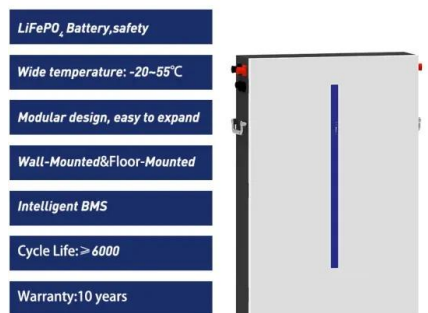 LiFePO₄ Battery,safety
Wide temperature: -20~55℃
Modular design, easy to expand
Wall-Mounted&Floor-Mounted
Intelligent BMS
Cycle Life:≥6000
Warranty:10 years